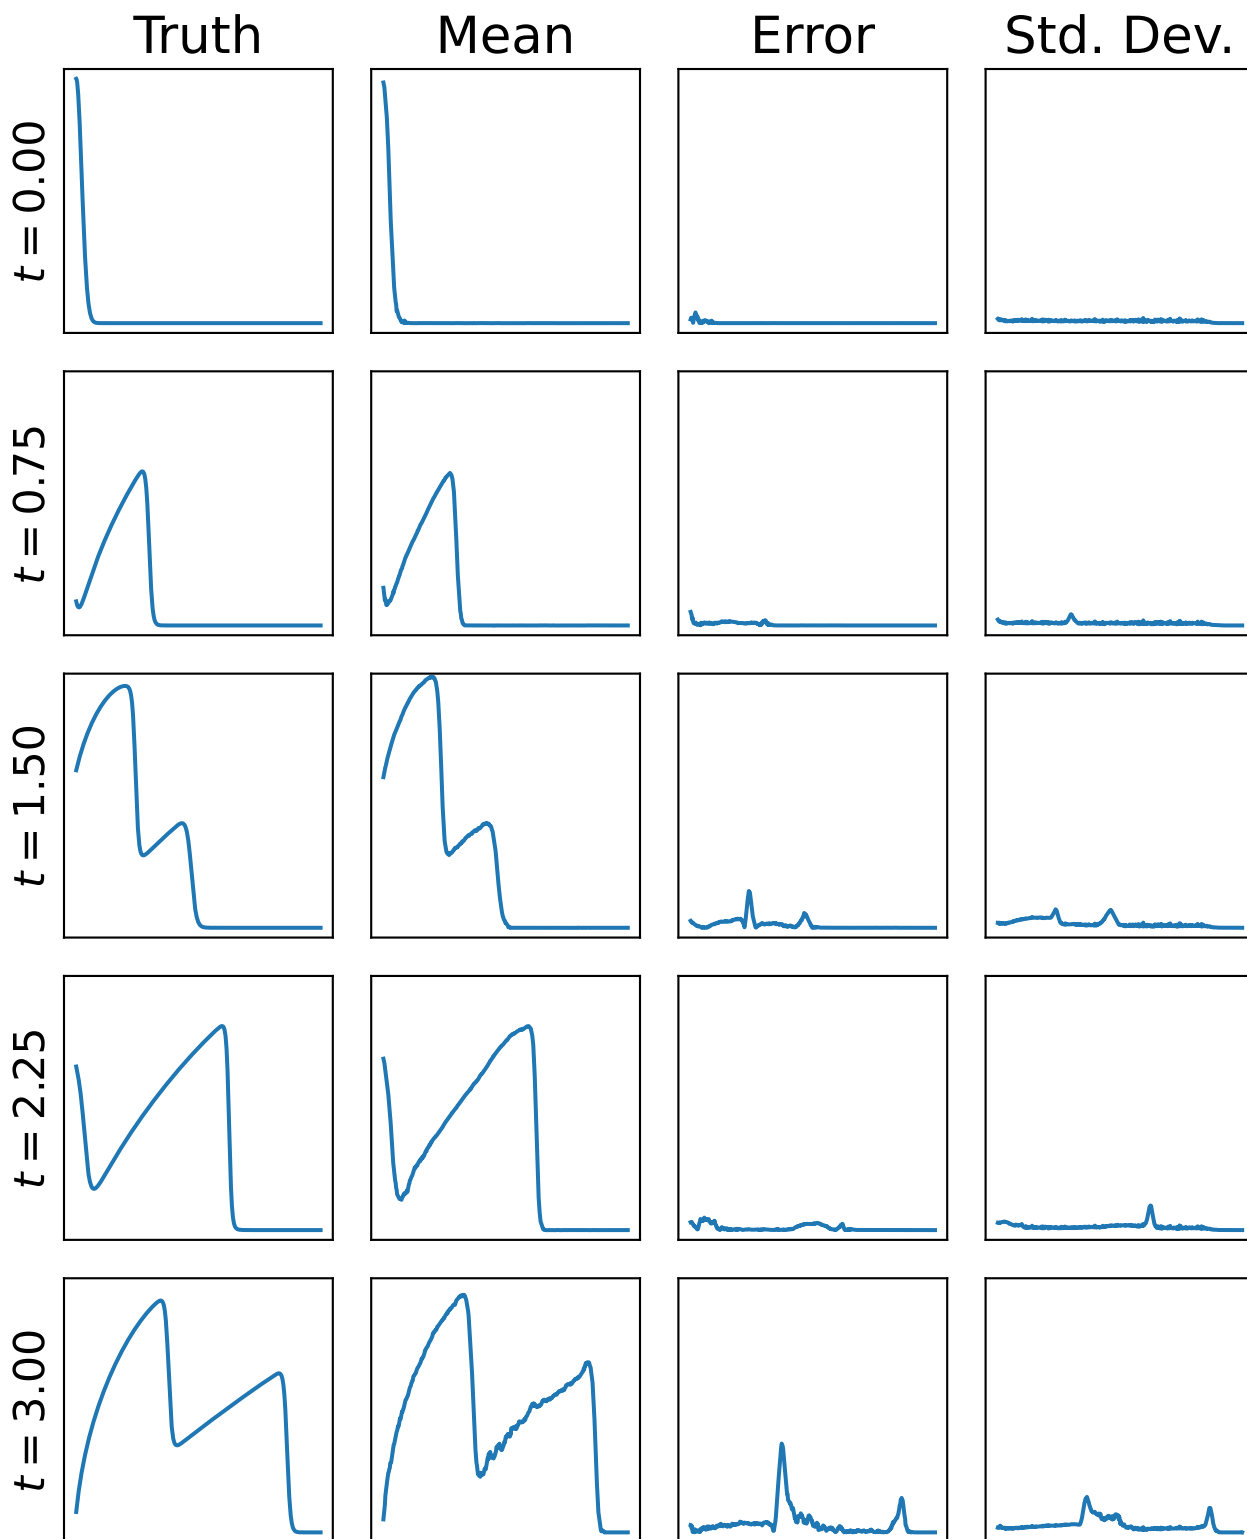 Truth Mean Error Std. Dev.
t = 0.00
t = 0.75
t = 1.50
t = 2.25
t = 3.00